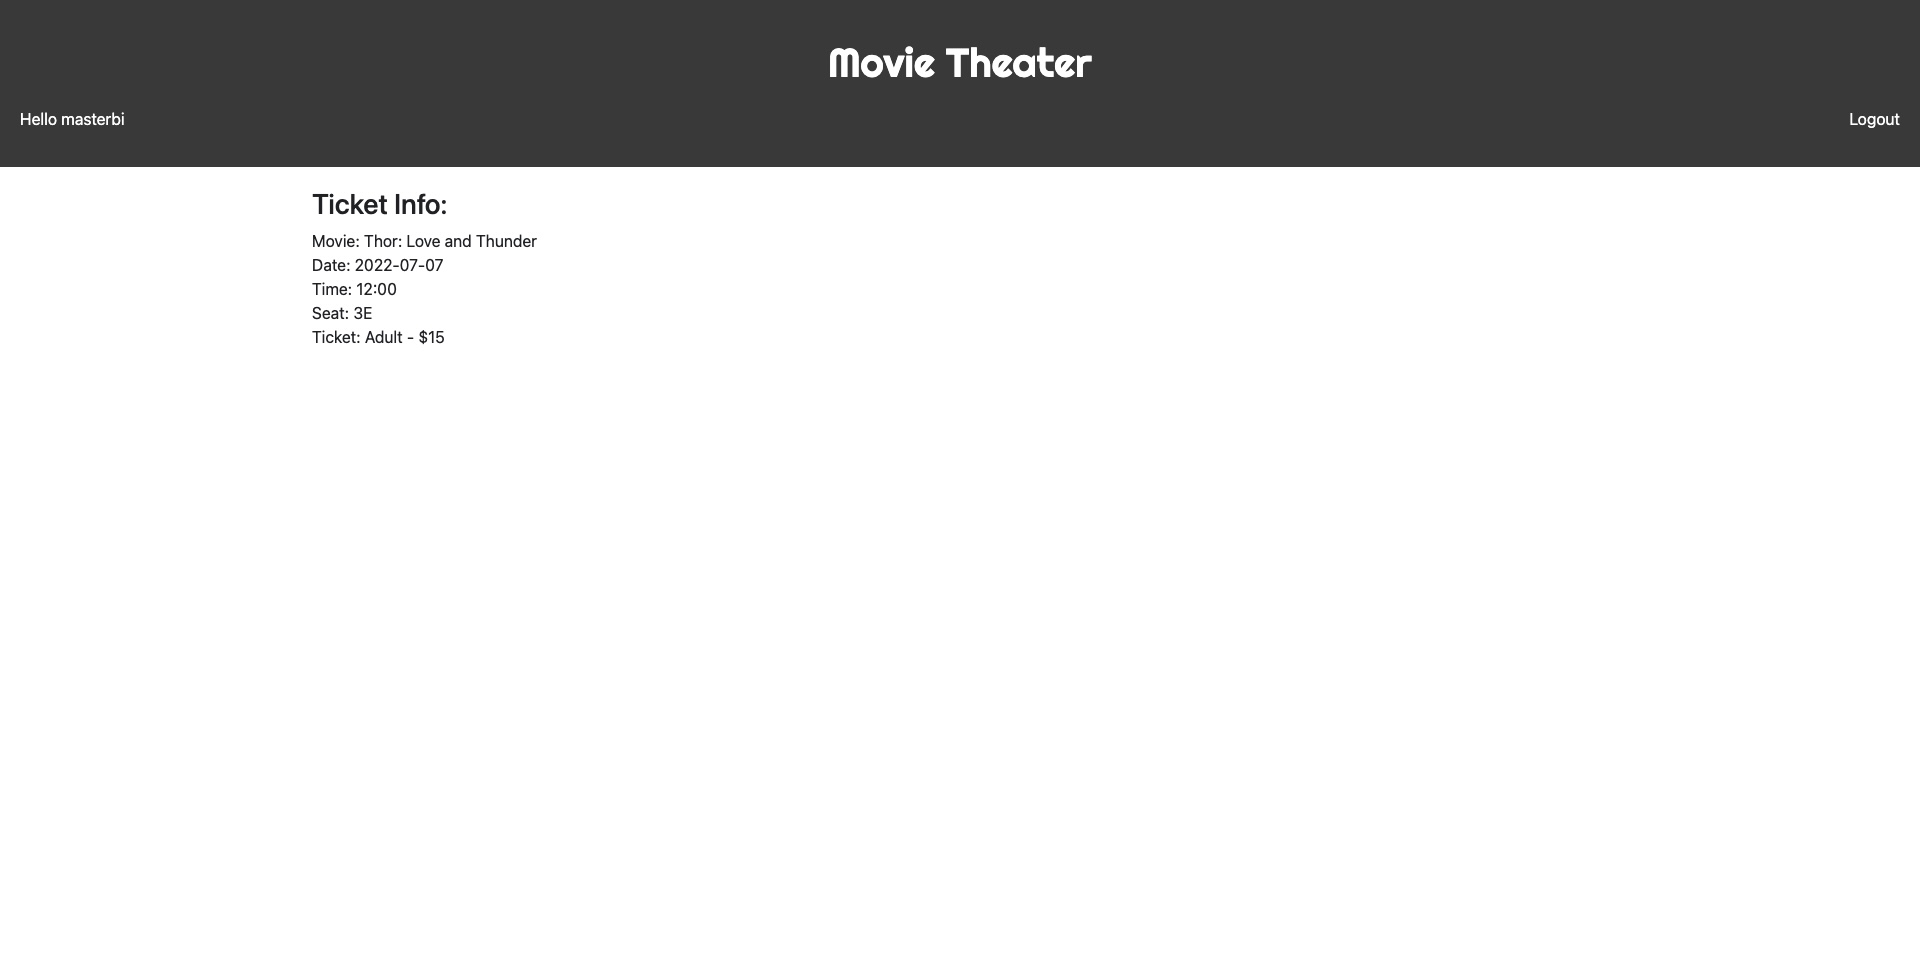 Movie Theater
Hello masterbi
Logout
Ticket Info:
Movie: Thor: Love and Thunder
Date: 2022-07-07
Time: 12:00
Seat: 3E
Ticket: Adult - $15